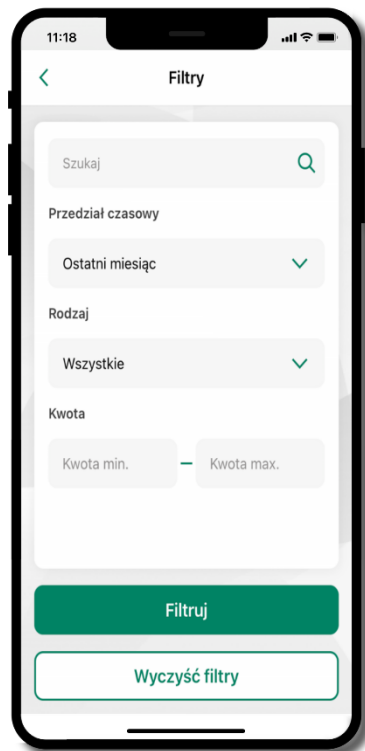 11:18
Filtry
Szukaj
Przedział czasowy
Ostatni miesiąc
Rodzaj
Wszystkie
Kwota
Kwota min. – Kwota max.
Filtruj
Wyczyść filtry